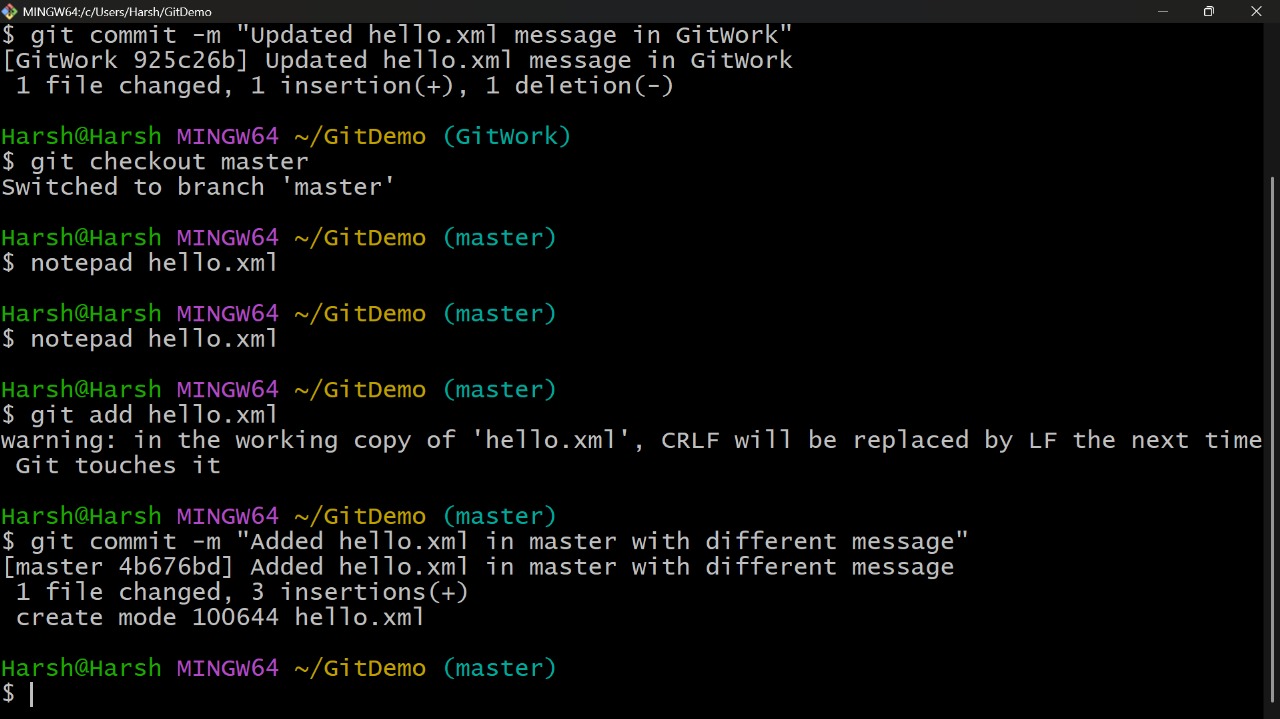 MINGW64:/c/Users/Harsh/GitDemo
$ git commit -m "Updated hello.xml message in GitWork"
[GitWork 925c26b] Updated hello.xml message in GitWork
 1 file changed, 1 insertion(+), 1 deletion(-)
Harsh@Harsh MINGW64 ~/GitDemo (GitWork)
$ git checkout master
Switched to branch 'master'
Harsh@Harsh MINGW64 ~/GitDemo (master)
$ notepad hello.xml
Harsh@Harsh MINGW64 ~/GitDemo (master)
$ notepad hello.xml
Harsh@Harsh MINGW64 ~/GitDemo (master)
$ git add hello.xml
warning: in the working copy of 'hello.xml', CRLF will be replaced by LF the next time
 Git touches it
Harsh@Harsh MINGW64 ~/GitDemo (master)
$ git commit -m "Added hello.xml in master with different message"
[master 4b676bd] Added hello.xml in master with different message
 1 file changed, 3 insertions(+)
 create mode 100644 hello.xml
Harsh@Harsh MINGW64 ~/GitDemo (master)
$